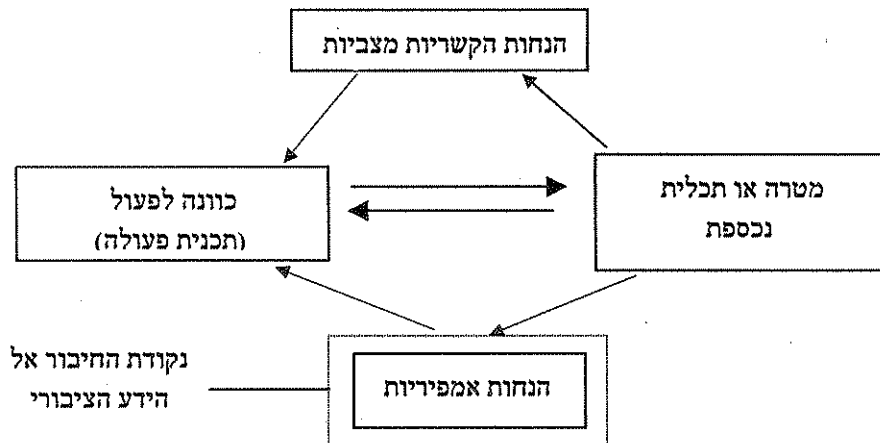 הנחות הקשריות מצביות
מטרה או תכלית
נכספת
כוונה לפעול
(תכנית פעולה)
הנחות אמפיריות
נקודת החיבור אל
הידע הציבורי